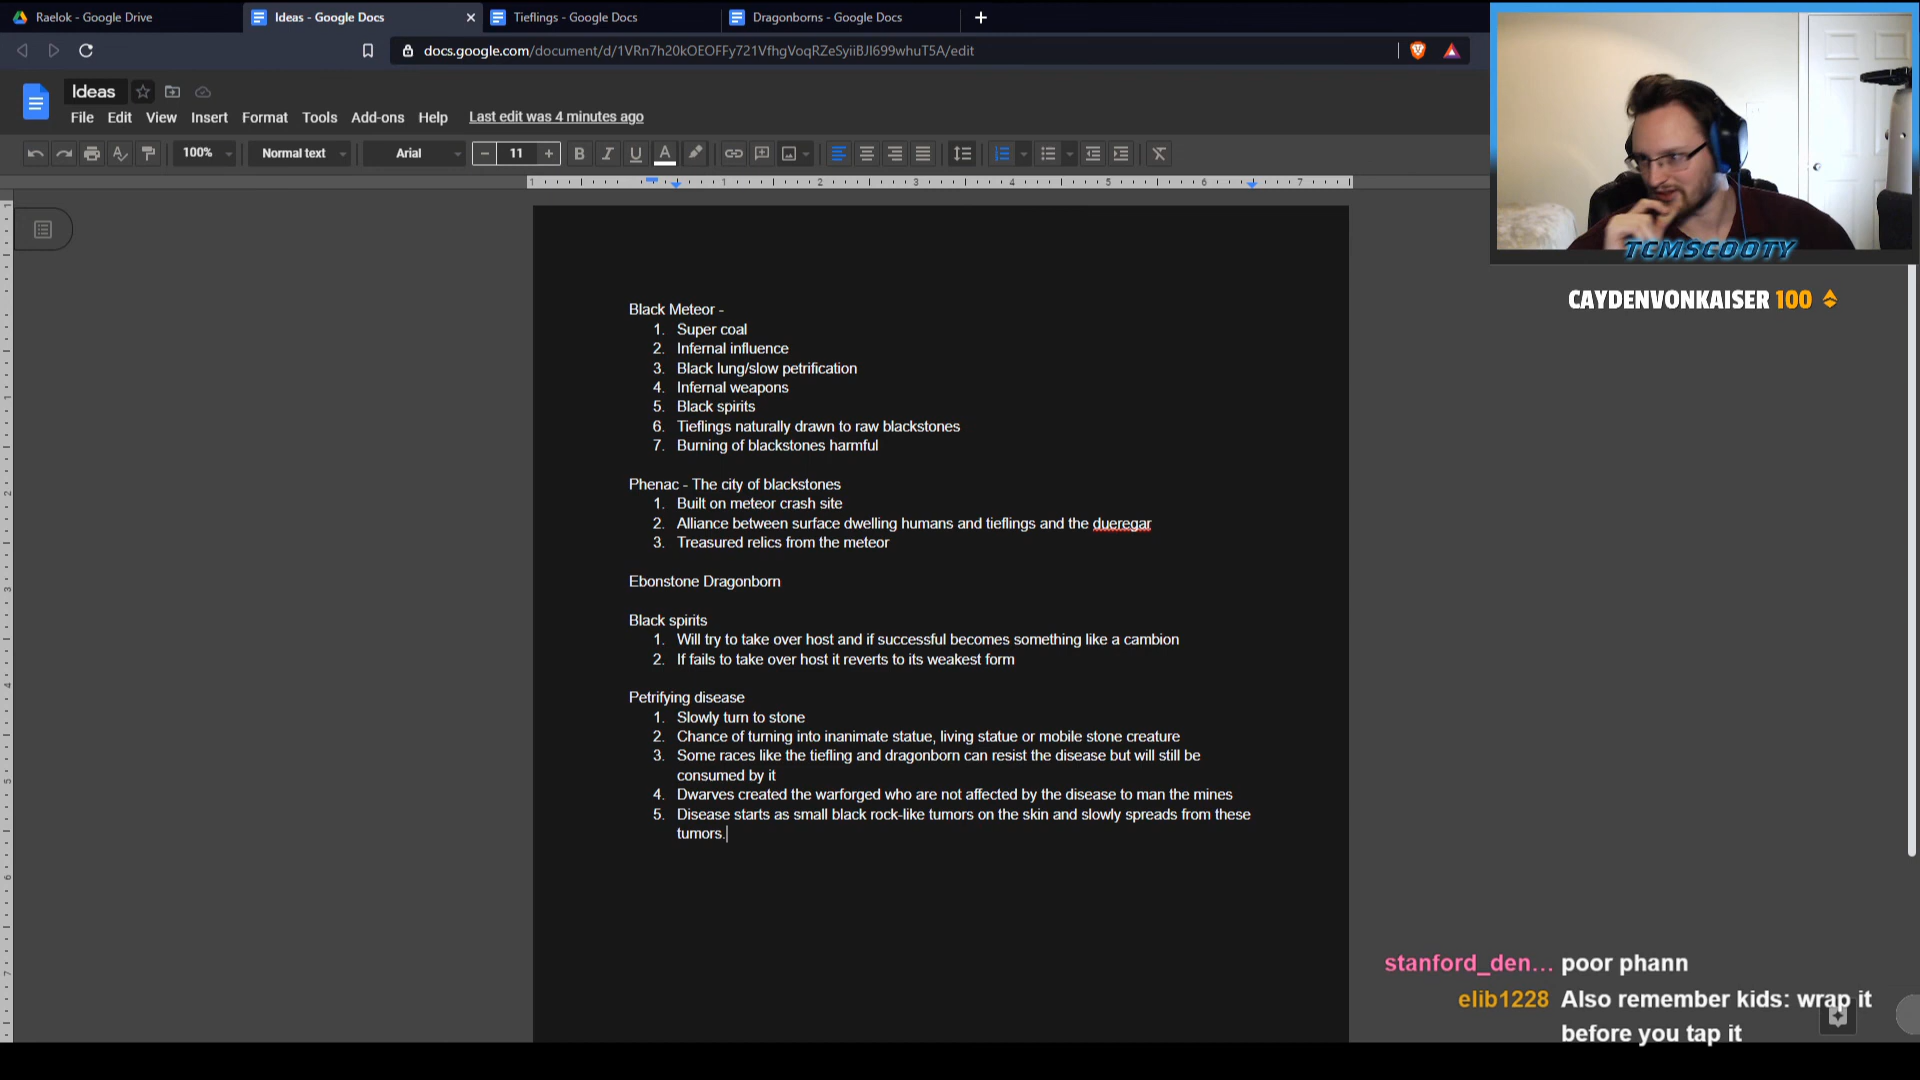 Raelok - Google Drive
Ideas - Google Docs
Tieflings - Google Docs
Dragonborns - Google Docs
docs.google.com/document/d/1VRn7h20kOEOFFy721VfhgVoqRZeSyiiBJl699whuT5A/edit
Ideas
File Edit View Insert Format Tools Add-ons Help Last edit was 4 minutes ago
100% Normal text Arial 11
1 1 2 3 4 5 6 7
TCMSCOOTY
CAYDENVONKAISER 100
Black Meteor -
1. Super coal
2. Infernal influence
3. Black lung/slow petrification
4. Infernal weapons
5. Black spirits
6. Tieflings naturally drawn to raw blackstones
7. Burning of blackstones harmful
Phenac - The city of blackstones
1. Built on meteor crash site
2. Alliance between surface dwelling humans and tieflings and the dueregar
3. Treasured relics from the meteor
Ebonstone Dragonborn
Black spirits
1. Will try to take over host and if successful becomes something like a cambion
2. If fails to take over host it reverts to its weakest form
Petrifying disease
1. Slowly turn to stone
2. Chance of turning into inanimate statue, living statue or mobile stone creature
3. Some races like the tiefling and dragonborn can resist the disease but will still be
consumed by it
4. Dwarves created the warforged who are not affected by the disease to man the mines
5. Disease starts as small black rock-like tumors on the skin and slowly spreads from these
tumors.
stanford_den... poor phann
elib1228 Also remember kids: wrap it
before you tap it